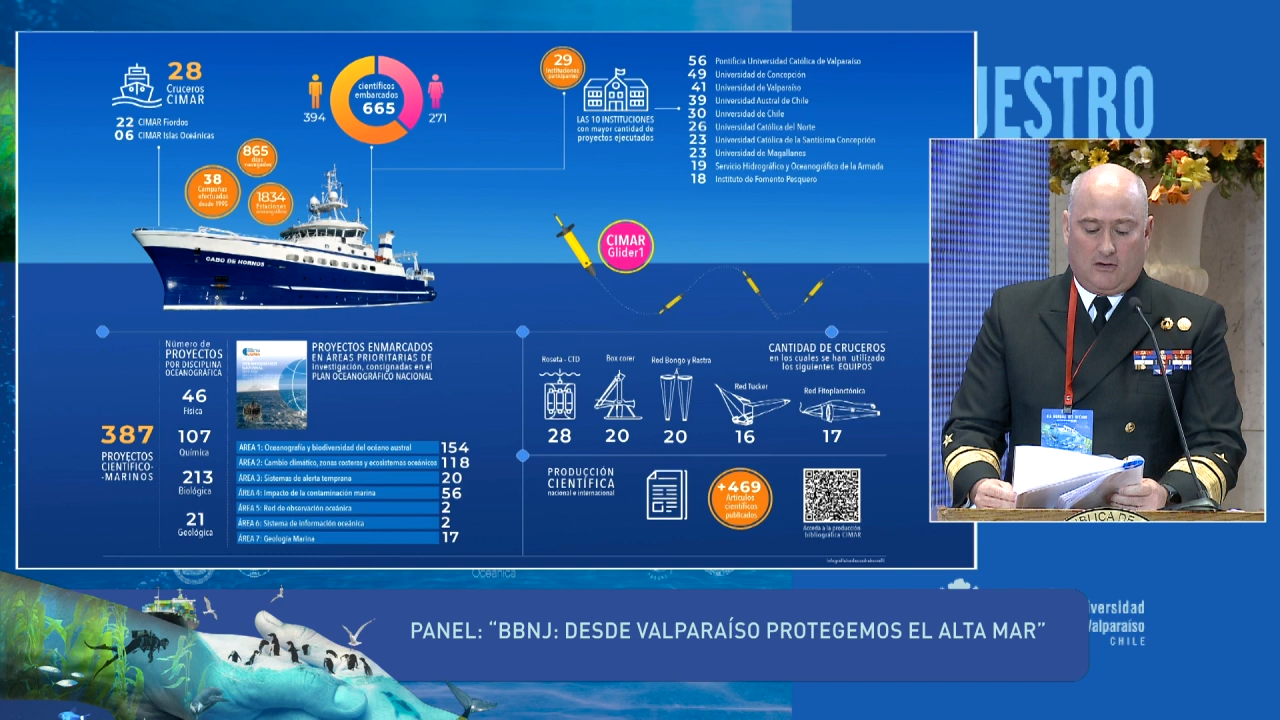 28
Cruceros
CIMAR
22 CIMAR Fiordos
06 CIMAR Islas Oceánicas
científicos
embarcados
665
394
271
29
Instituciones
participantes
LAS 10 INSTITUCIONES
con mayor cantidad de
proyectos ejecutados
56 Pontificia Universidad Católica de Valparaíso
49 Universidad de Concepción
41 Universidad de Valparaíso
39 Universidad Austral de Chile
30 Universidad de Chile
26 Universidad Católica del Norte
23 Universidad Católica de la Santísima Concepción
23 Universidad de Magallanes
19 Servicio Hidrográfico y Oceanográfico de la Armada
18 Instituto de Fomento Pesquero
UESTRO
865
días
38
Campañas
efectuadas
desde 1995
1834
Estaciones
CABO DE HORNOS
CIMAR
Glider1
Número de
PROYECTOS
POR DISCIPLINA
OCEANOGRÁFICA
46
Física
107
Química
213
Biológica
21
Geológica
387
PROYECTOS
CIENTÍFICO-
-MARINOS
PROYECTOS ENMARCADOS
EN ÁREAS PRIORITARIAS DE
investigación, consignadas en el
PLAN OCEANOGRÁFICO NACIONAL
ÁREA 1: Oceanografía y biodiversidad del océano austral 154
ÁREA 2: Cambio climático, zonas costeras y ecosistemas oceánicos 118
ÁREA 3: Sistemas de alerta temprana 20
ÁREA 4: Impacto de la contaminación marina 56
ÁREA 5: Red de observación oceánica 2
ÁREA 6: Sistema de información oceánica 2
ÁREA 7: Geología Marina 17
CANTIDAD DE CRUCEROS
en los cuales se han utilizado
los siguientes EQUIPOS
Roseta - CTD
Box corer
Red Bongo y Rastra
Red Tucker
Red Fitoplanctónica
28
20
20
16
17
PRODUCCIÓN
CIENTÍFICA
nacional e internacional
+469
Artículos
científicos
publicados
Acceda a la producción
bibliográfica CIMAR
Oceánica
PANEL: “BBNJ: DESDE VALPARAÍSO PROTEGEMOS EL ALTA MAR”
versidad
Valparaíso
CHILE